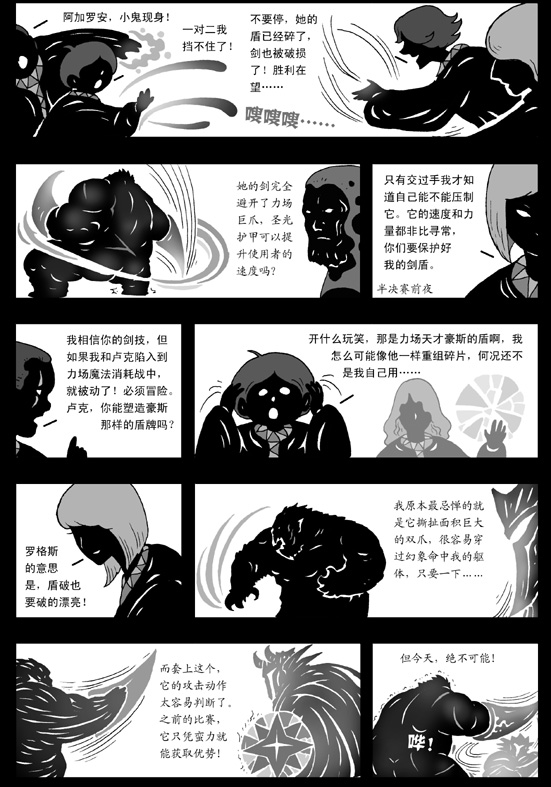 阿加罗安，小鬼现身！
一对二我
挡不住了！
不要停，她的
盾已经碎了，
剑也被破损
了！胜利在
望……
嗖嗖嗖……
她的剑完全
避开了力场
巨爪，圣光
护甲可以提
升使用者的
速度吗？
只有交过手我才知
道自己能不能压制
它。它的速度和力
量都非比寻常，
你们要保护好
我的剑盾。
半决赛前夜
我相信你的剑技，但
如果我和卢克陷入到
力场魔法消耗战中，
就被动了！必须冒险。
卢克，你能塑造豪斯
那样的盾牌吗？
开什么玩笑，那是力场天才豪斯的盾啊，我
怎么可能像他一样重组碎片，何况还不
是我自己用……
罗格斯
的意思
是，盾破也
要破的漂亮！
我原本最忌惮的就
是它撕扯面积巨大
的双爪，很容易穿
过幻象命中我的躯
体，只要一下……
而套上这个，
它的攻击动作
太容易判断了。
之前的比赛，
它只凭蛮力就
能获取优势！
但今天，绝不可能！
哗！